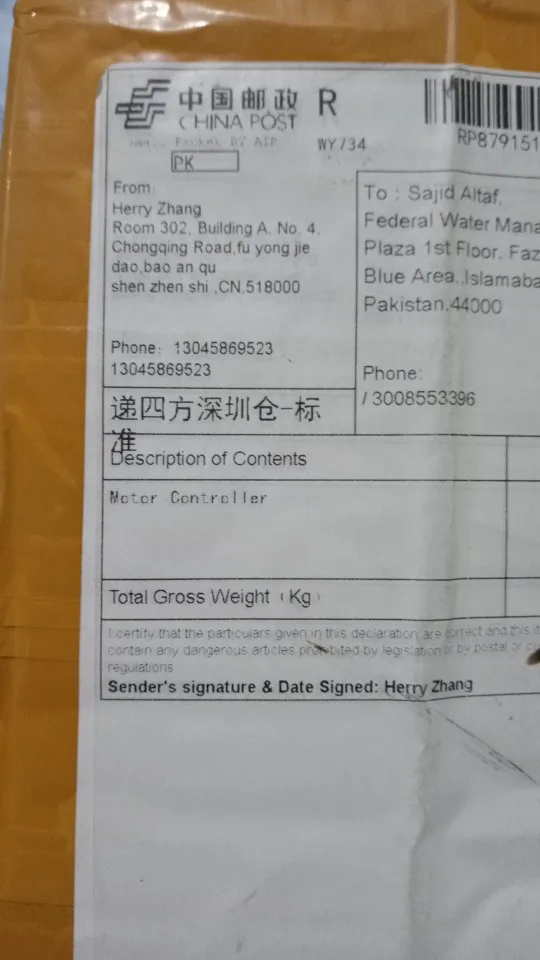 中国邮政 R
CHINA POST
WY734
RP879151
PK
From
Herry Zhang
Room 302, Building A, No. 4,
Chongqing Road,fu yong jie
dao,bao an qu
shen zhen shi ,CN.518000
Phone: 13045869523
13045869523
To : Sajid Altaf,
Federal Water Mana
Plaza 1st Floor, Faz
Blue Area,,Islamaba
Pakistan,44000
Phone:
/ 3008553396
递四方深圳仓-标
准
Description of Contents
Motor Controller
Total Gross Weight (Kg)
I certify that the particulars given in this declaration are correct and this it
contain any dangerous articles prohibited by legislation or by postal or cu
regulations
Sender's signature & Date Signed: Herry Zhang